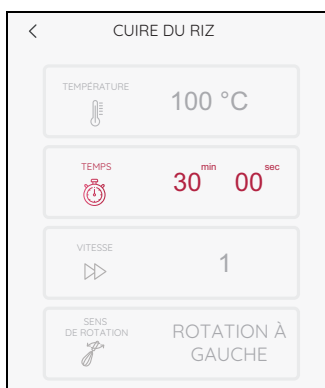 CUIRE DU RIZ
TEMPÉRATURE
100 °C
TEMPS
30 min 00 sec
VITESSE
1
SENS
DE ROTATION
ROTATION À
GAUCHE